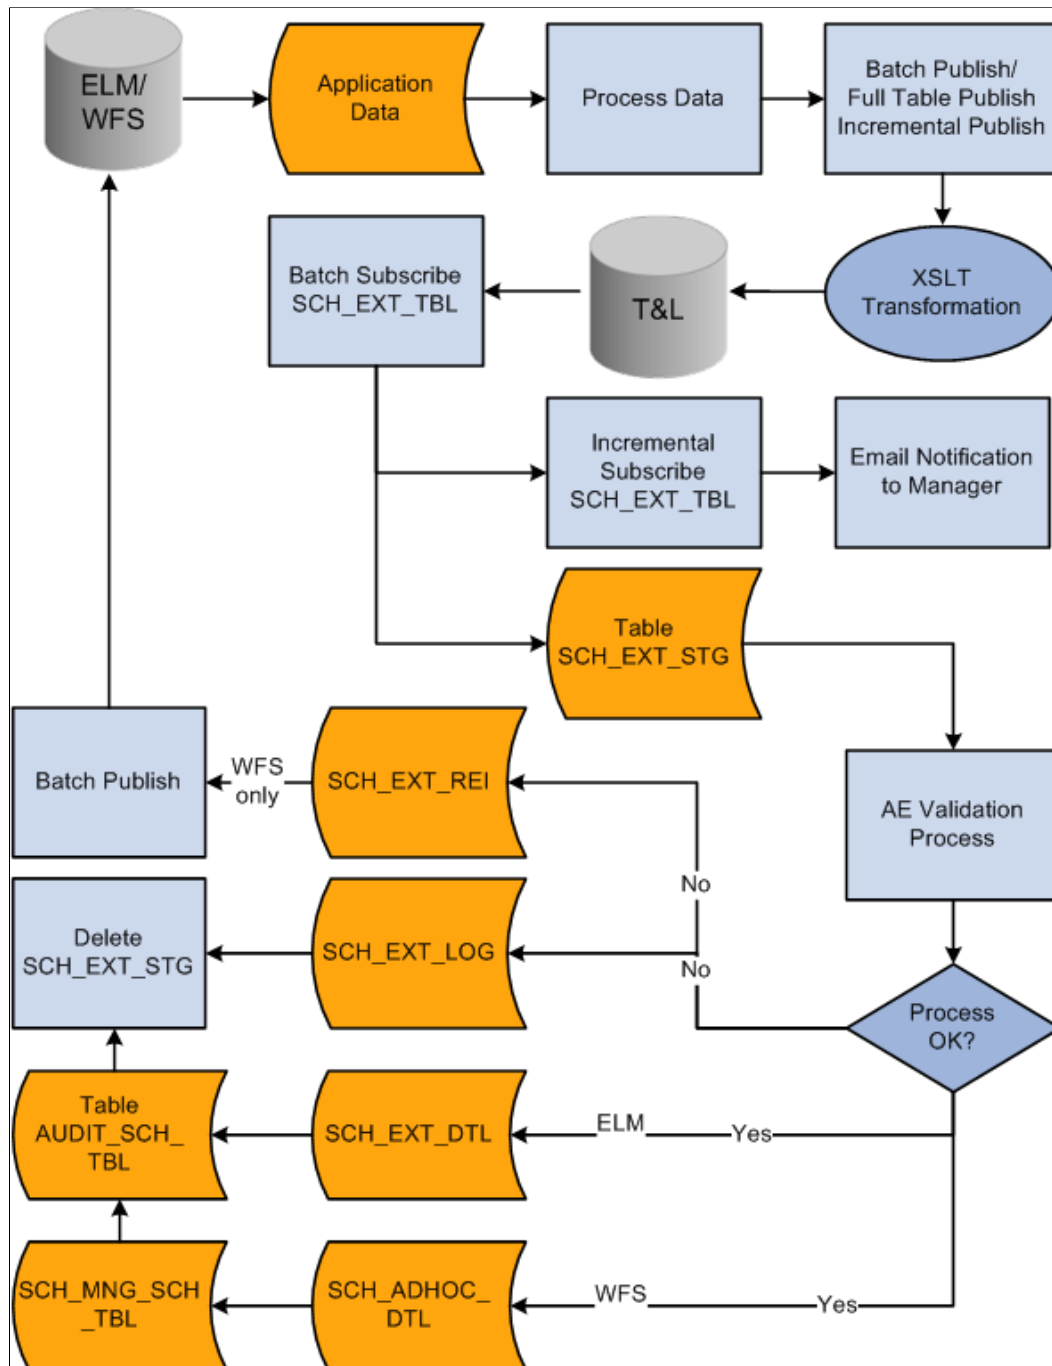 ELM/
WFS
Application
Data
Process Data
Batch Publish/
Full Table Publish
Incremental Publish
Batch Subscribe
SCH_EXT_TBL
T&L
XSLT
Transformation
Incremental
Subscribe
SCH_EXT_TBL
Email Notification
to Manager
Table
SCH_EXT_STG
Batch Publish
WFS
only
SCH_EXT_REI
AE Validation
Process
No
Delete
SCH_EXT_STG
SCH_EXT_LOG
No
Process
OK?
Table
AUDIT_SCH_
TBL
SCH_EXT_DTL
ELM
Yes
SCH_MNG_SCH
_TBL
SCH_ADHOC_
DTL
WFS
Yes